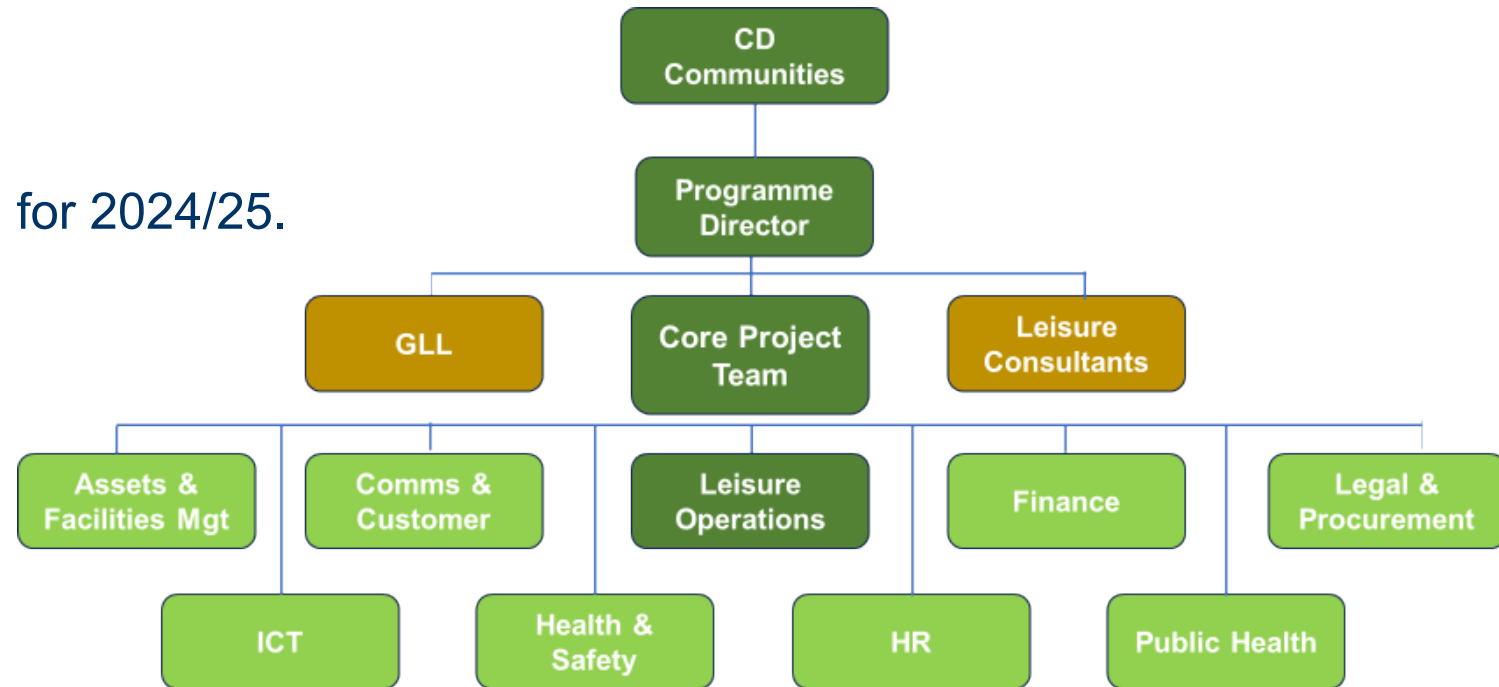 CD
Communities
for 2024/25.
Programme
Director
GLL
Core Project
Team
Leisure
Consultants
Assets &
Facilities Mgt
Comms &
Customer
Leisure
Operations
Finance
Legal &
Procurement
ICT
Health &
Safety
HR
Public Health